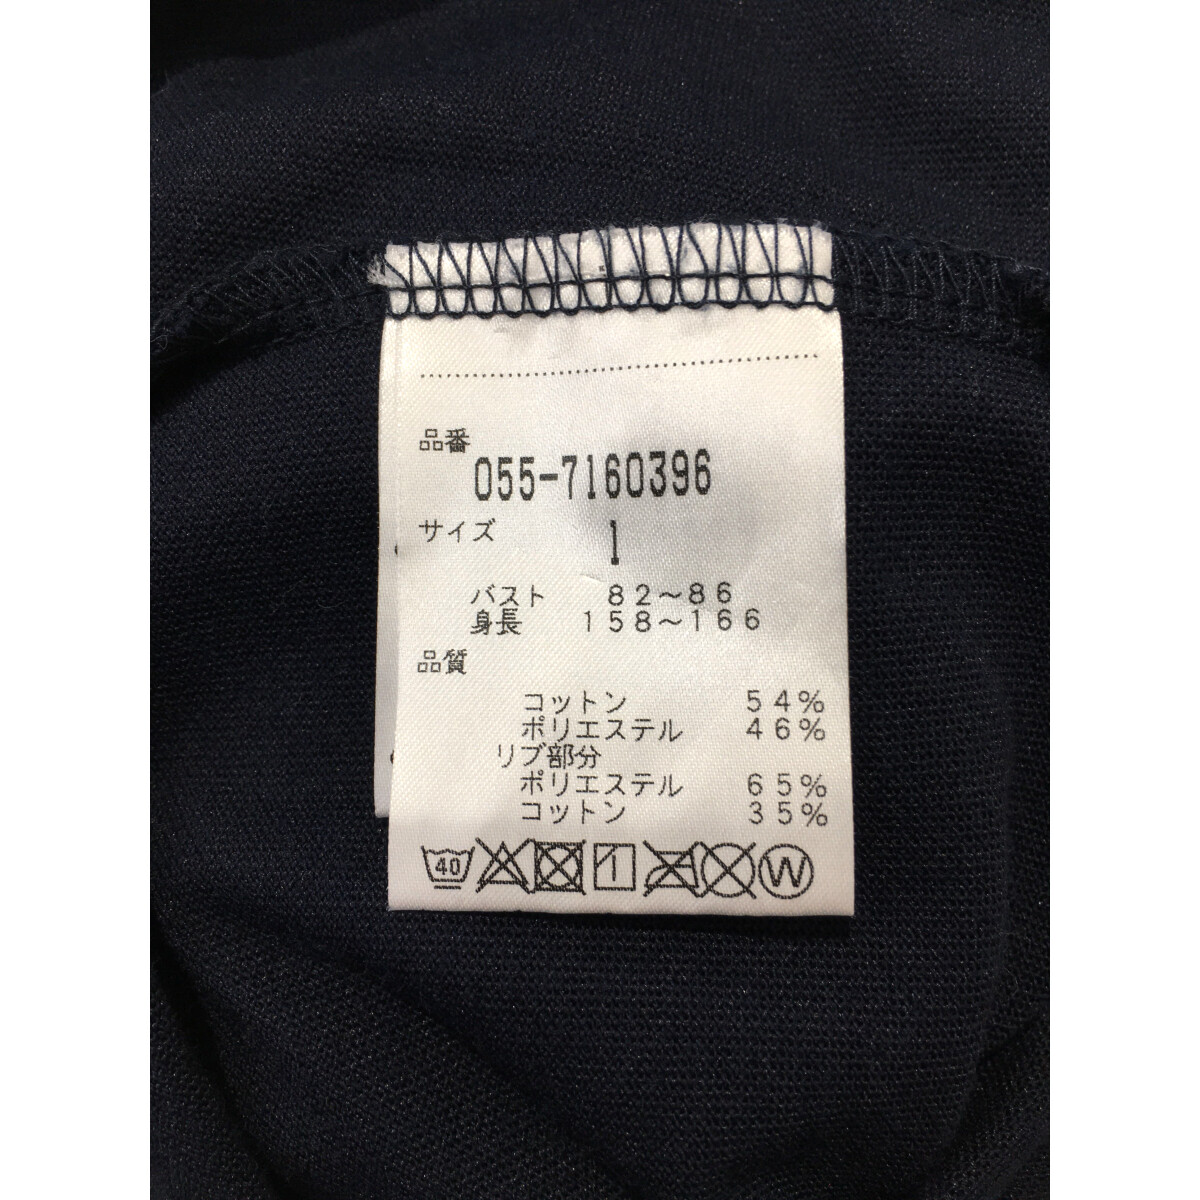 品番
055-7160396
サイズ 1
バスト 82～86
身長 158～166
品質
コットン 54%
ポリエステル 46%
リブ部分
ポリエステル 65%
コットン 35%
40 W